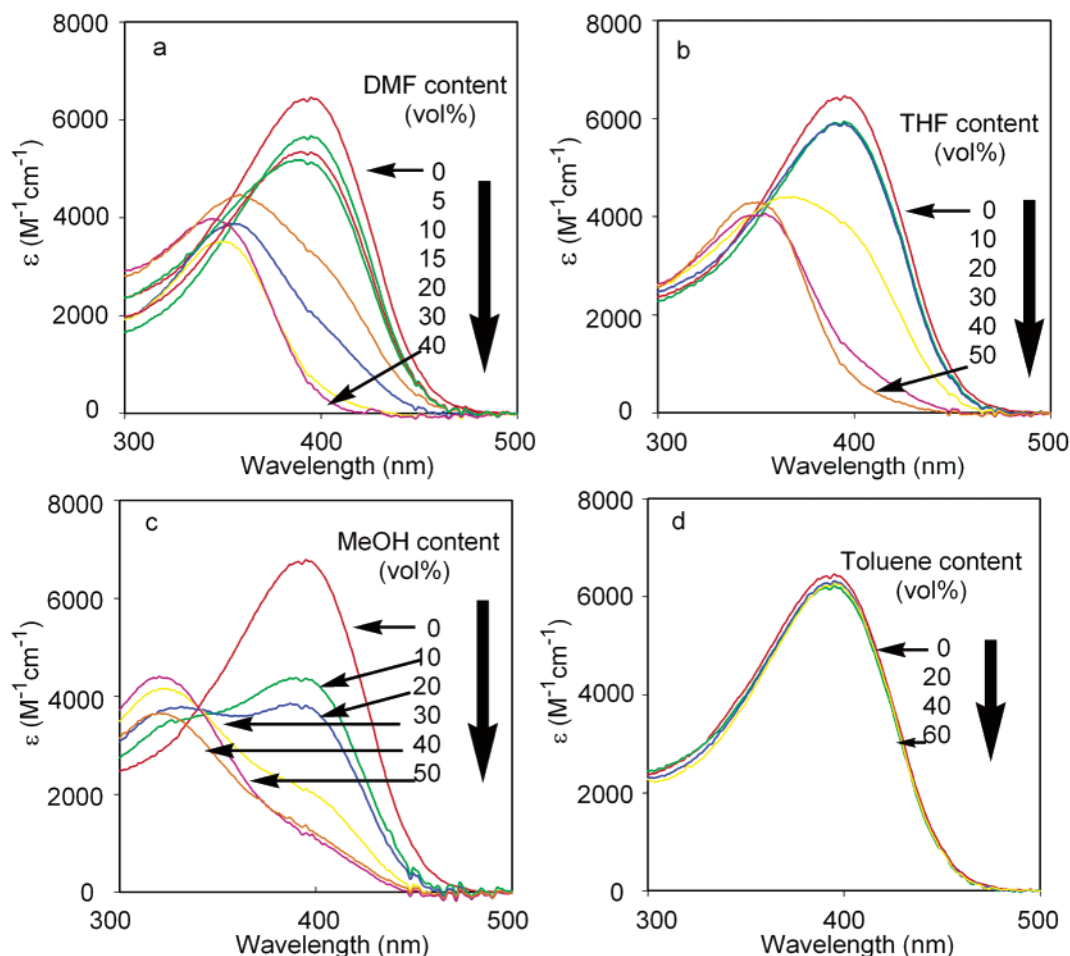 a
DMF content
(vol%)
0
5
10
15
20
30
40
8000
6000
4000
2000
0
ε (M⁻¹cm⁻¹)
300
400
500
Wavelength (nm)
b
THF content
(vol%)
0
10
20
30
40
50
8000
6000
4000
2000
0
ε (M⁻¹cm⁻¹)
300
400
500
Wavelength (nm)
c
MeOH content
(vol%)
0
10
20
30
40
50
8000
6000
4000
2000
0
ε (M⁻¹cm⁻¹)
300
400
500
Wavelength (nm)
d
Toluene content
(vol%)
0
20
40
60
8000
6000
4000
2000
0
ε (M⁻¹cm⁻¹)
300
400
500
Wavelength (nm)